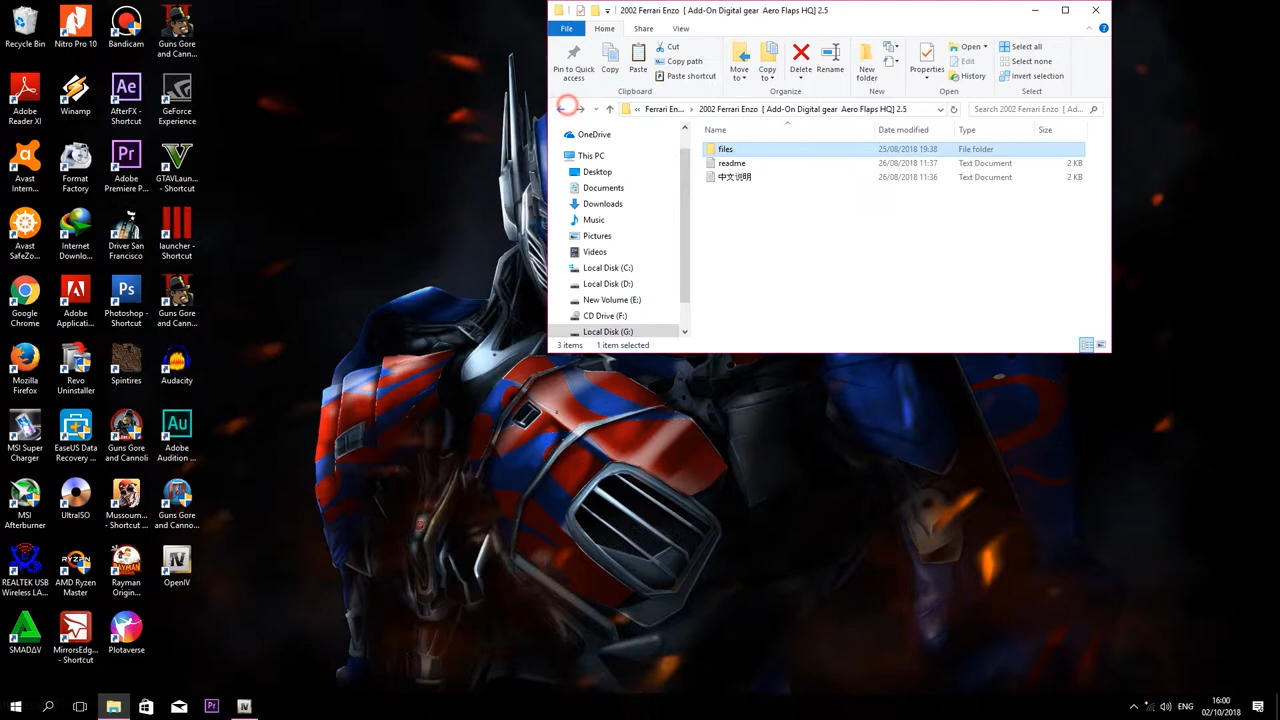 2002 Ferrari Enzo [ Add-On Digital gear Aero Flaps HQ] 2.5
File
Home
Share
View
Pin to Quick access
Copy
Paste
Cut
Copy path
Paste shortcut
Clipboard
Move to
Copy to
Delete
Rename
Organize
New folder
New
Properties
Open
Edit
History
Open
Select all
Select none
Invert selection
Select
« Ferrari En... > 2002 Ferrari Enzo [ Add-On Digital gear Aero Flaps HQ] 2.5
Search 2002 Ferrari Enzo [ Ad...
OneDrive
This PC
Desktop
Documents
Downloads
Music
Pictures
Videos
Local Disk (C:)
Local Disk (D:)
New Volume (E:)
CD Drive (F:)
Local Disk (G:)
Name Date modified Type Size
files 25/08/2018 19:38 File folder
readme 26/08/2018 11:37 Text Document 2 KB
中文说明 26/08/2018 11:36 Text Document 2 KB
3 items 1 item selected
Recycle Bin
Nitro Pro 10
Bandicam
Guns Gore and Canno...
Adobe Reader XI
Winamp
AfterFX - Shortcut
GeForce Experience
Avast Intern...
Format Factory
Adobe Premiere P...
GTAVLaun... - Shortcut
Avast SafeZo...
Internet Downlo...
Driver San Francisco
launcher - Shortcut
Google Chrome
Adobe Applicati...
Photoshop - Shortcut
Guns Gore and Cann...
Mozilla Firefox
Revo Uninstaller
Spintires
Audacity
MSI Super Charger
EaseUS Data Recovery ...
Guns Gore and Cannoli
Adobe Audition ...
MSI Afterburner
UltraISO
Mussoum... - Shortcut ...
Guns Gore and Canno...
REALTEK USB Wireless LA...
AMD Ryzen Master
Rayman Origin...
OpenIV
SMADΔV
MirrorsEdg... - Shortcut
Plotaverse
ENG
16:00
02/10/2018